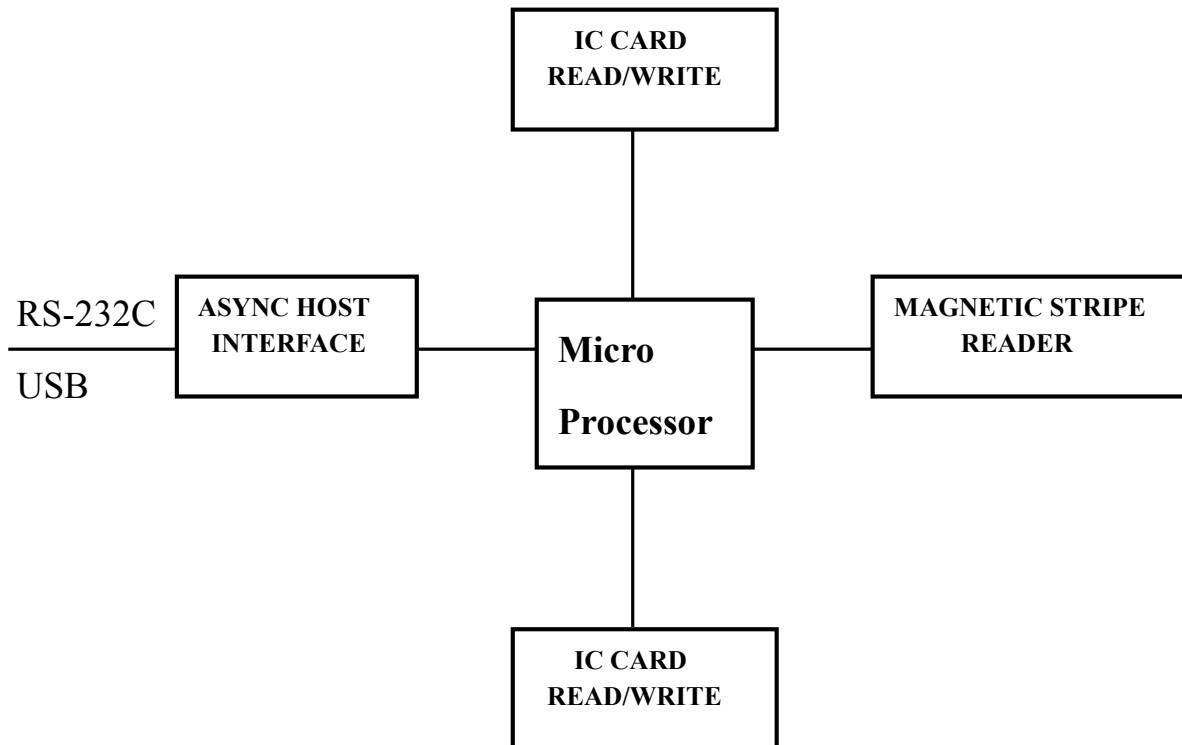 IC CARD
READ/WRITE
RS-232C
USB
ASYNC HOST
INTERFACE
Micro
Processor
MAGNETIC STRIPE
READER
IC CARD
READ/WRITE